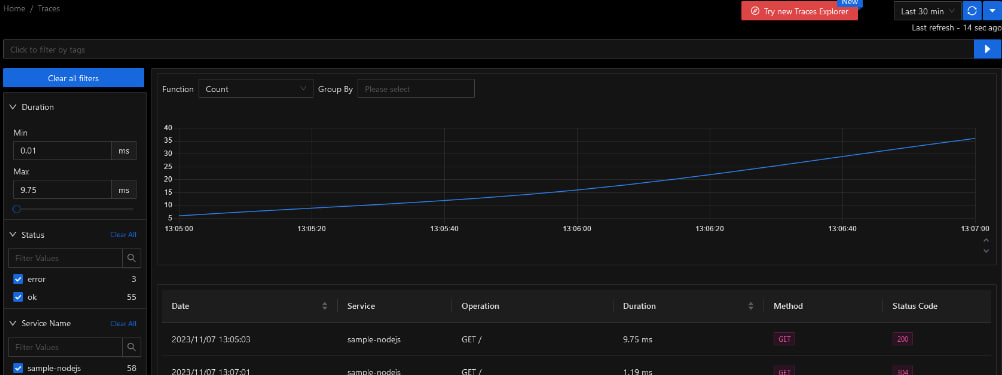 Home / Traces
New
Try new Traces Explorer
Last 30 min
Last refresh - 14 sec ago
Click to filter by tags
Clear all filters
Duration
Min
0.01 ms
Max
9.75 ms
Status Clear All
Filter Values
error 3
ok 55
Service Name Clear All
Filter Values
sample-nodejs 58
Function Count Group By Please select
40
35
30
25
20
15
10
5
13:05:00 13:05:20 13:05:40 13:06:00 13:06:20 13:06:40 13:07:00
Date Service Operation Duration Method Status Code
2023/11/07 13:05:03 sample-nodejs GET / 9.75 ms GET 200
2023/11/07 13:07:01 sample-nodejs GET / 1.19 ms GET 304